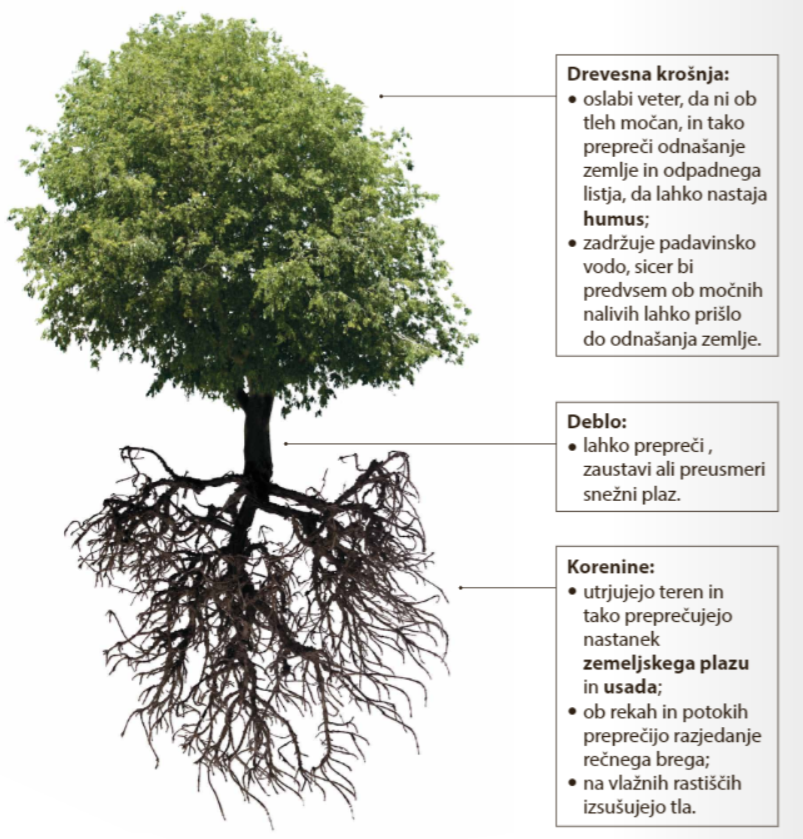 Drevesna krošnja:
• oslabi veter, da ni ob
tleh močan, in tako
prepreči odnašanje
zemlje in odpadnega
listja, da lahko nastaja
humus;
• zadržuje padavinsko
vodo, sicer bi
predvsem ob močnih
nalivih lahko prišlo
do odnašanja zemlje.
Deblo:
• lahko prepreči ,
zaustavi ali preusmeri
snežni plaz.
Korenine:
• utrjujejo teren in
tako preprečujejo
nastanek
zemeljskega plazu
in usada;
• ob rekah in potokih
preprečijo razjedanje
rečnega brega;
• na vlažnih rastiščih
izsušujejo tla.